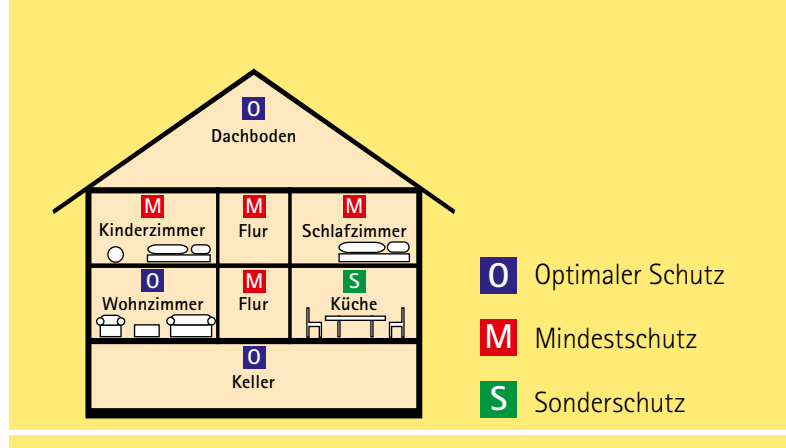 O
Dachboden
M M M
Kinderzimmer Flur Schlafzimmer
O M S
Wohnzimmer Flur Küche
O
Keller
O Optimaler Schutz
M Mindestschutz
S Sonderschutz